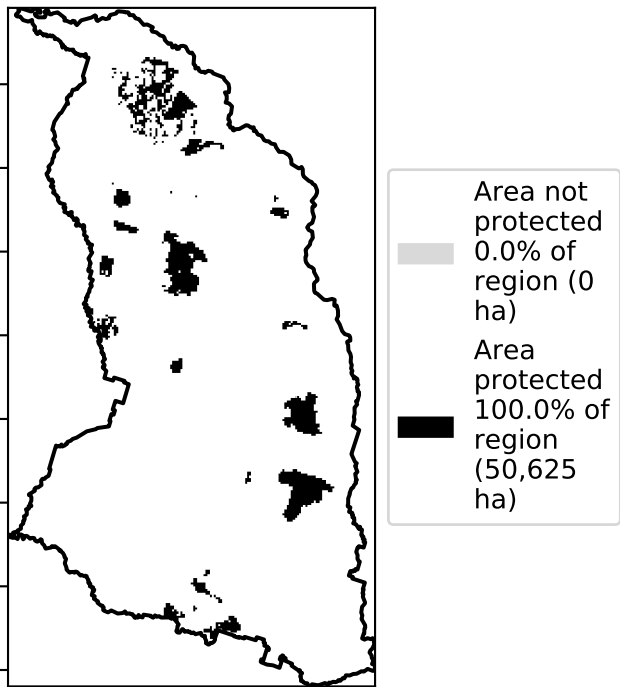 Area not
protected
0.0% of
region (0
ha)
Area
protected
100.0% of
region
(50,625
ha)